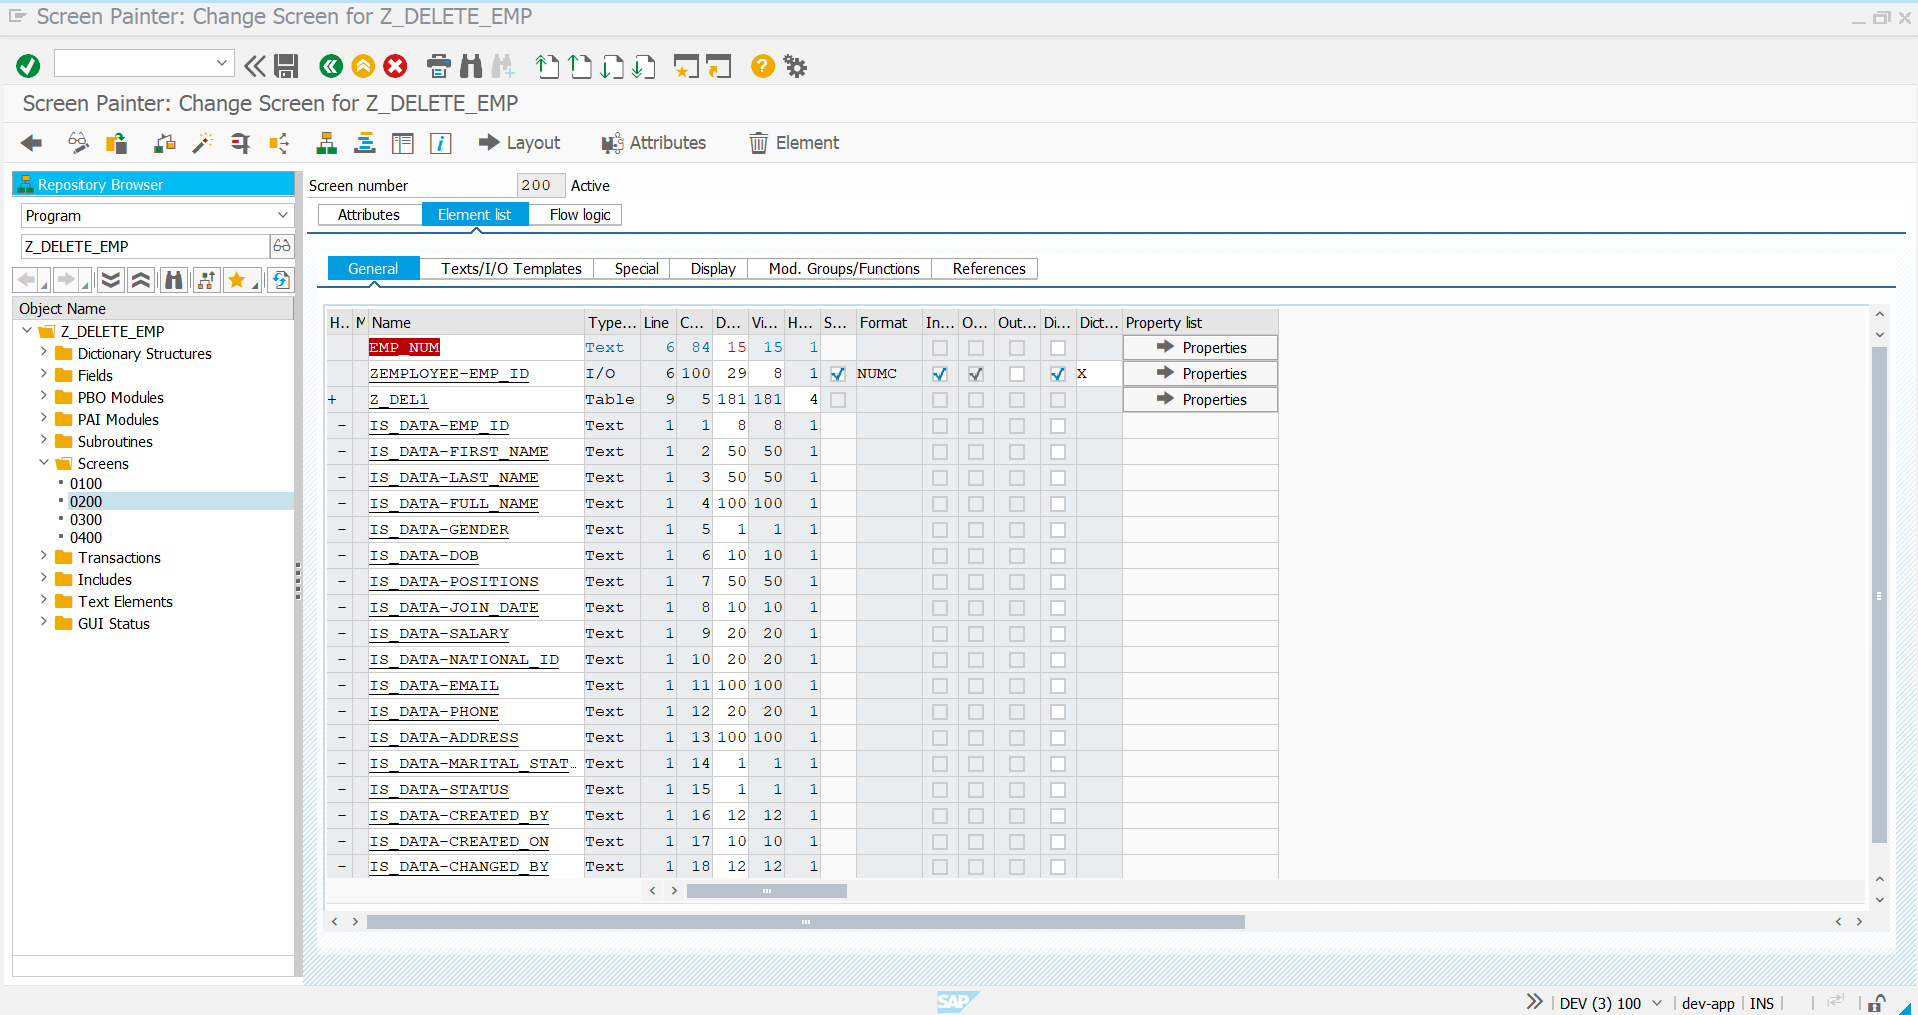 Screen Painter: Change Screen for Z_DELETE_EMP
Screen Painter: Change Screen for Z_DELETE_EMP
Layout Attributes Element
Repository Browser
Program
Z_DELETE_EMP
Object Name
Z_DELETE_EMP
Dictionary Structures
Fields
PBO Modules
PAI Modules
Subroutines
Screens
0100
0200
0300
0400
Transactions
Includes
Text Elements
GUI Status
Screen number 200 Active
Attributes Element list Flow logic
General Texts/I/O Templates Special Display Mod. Groups/Functions References
H.. M Name Type... Line C... D... Vi... H... S... Format In... O... Out... Di... Dict... Property list
EMP_NUM Text 6 84 15 15 1 Properties
ZEMPLOYEE-EMP_ID I/O 6 100 29 8 1 NUMC X Properties
+ Z_DEL1 Table 9 5 181 181 4 Properties
- IS_DATA-EMP_ID Text 1 1 8 8 1
- IS_DATA-FIRST_NAME Text 1 2 50 50 1
- IS_DATA-LAST_NAME Text 1 3 50 50 1
- IS_DATA-FULL_NAME Text 1 4 100 100 1
- IS_DATA-GENDER Text 1 5 1 1 1
- IS_DATA-DOB Text 1 6 10 10 1
- IS_DATA-POSITIONS Text 1 7 50 50 1
- IS_DATA-JOIN_DATE Text 1 8 10 10 1
- IS_DATA-SALARY Text 1 9 20 20 1
- IS_DATA-NATIONAL_ID Text 1 10 20 20 1
- IS_DATA-EMAIL Text 1 11 100 100 1
- IS_DATA-PHONE Text 1 12 20 20 1
- IS_DATA-ADDRESS Text 1 13 100 100 1
- IS_DATA-MARITAL_STAT… Text 1 14 1 1 1
- IS_DATA-STATUS Text 1 15 1 1 1
- IS_DATA-CREATED_BY Text 1 16 12 12 1
- IS_DATA-CREATED_ON Text 1 17 10 10 1
- IS_DATA-CHANGED_BY Text 1 18 12 12 1
SAP
DEV (3) 100 dev-app INS